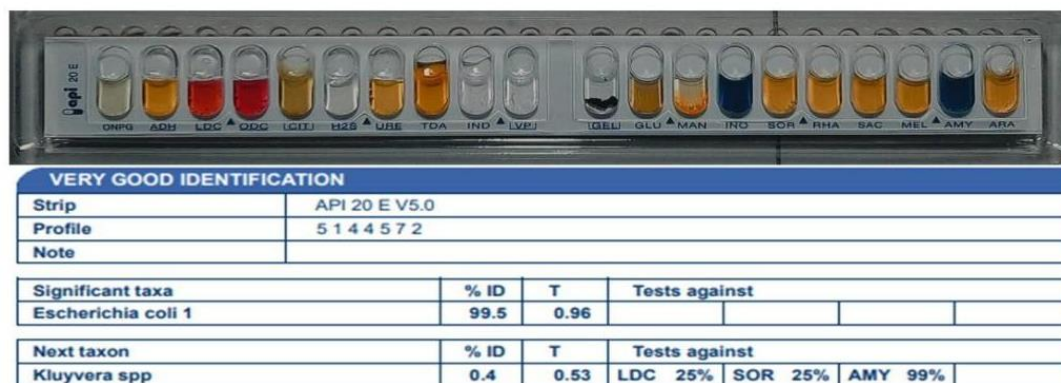 api 20 E
ONPG ADH LDC ODC |CIT| H2S URE TDA IND |VP| |GEL| GLU MAN INO SOR RHA SAC MEL AMY ARA
VERY GOOD IDENTIFICATION
Strip API 20 E V5.0
Profile 5 1 4 4 5 7 2
Note
Significant taxa % ID T Tests against
Escherichia coli 1 99.5 0.96
Next taxon % ID T Tests against
Kluyvera spp 0.4 0.53 LDC 25% SOR 25% AMY 99%